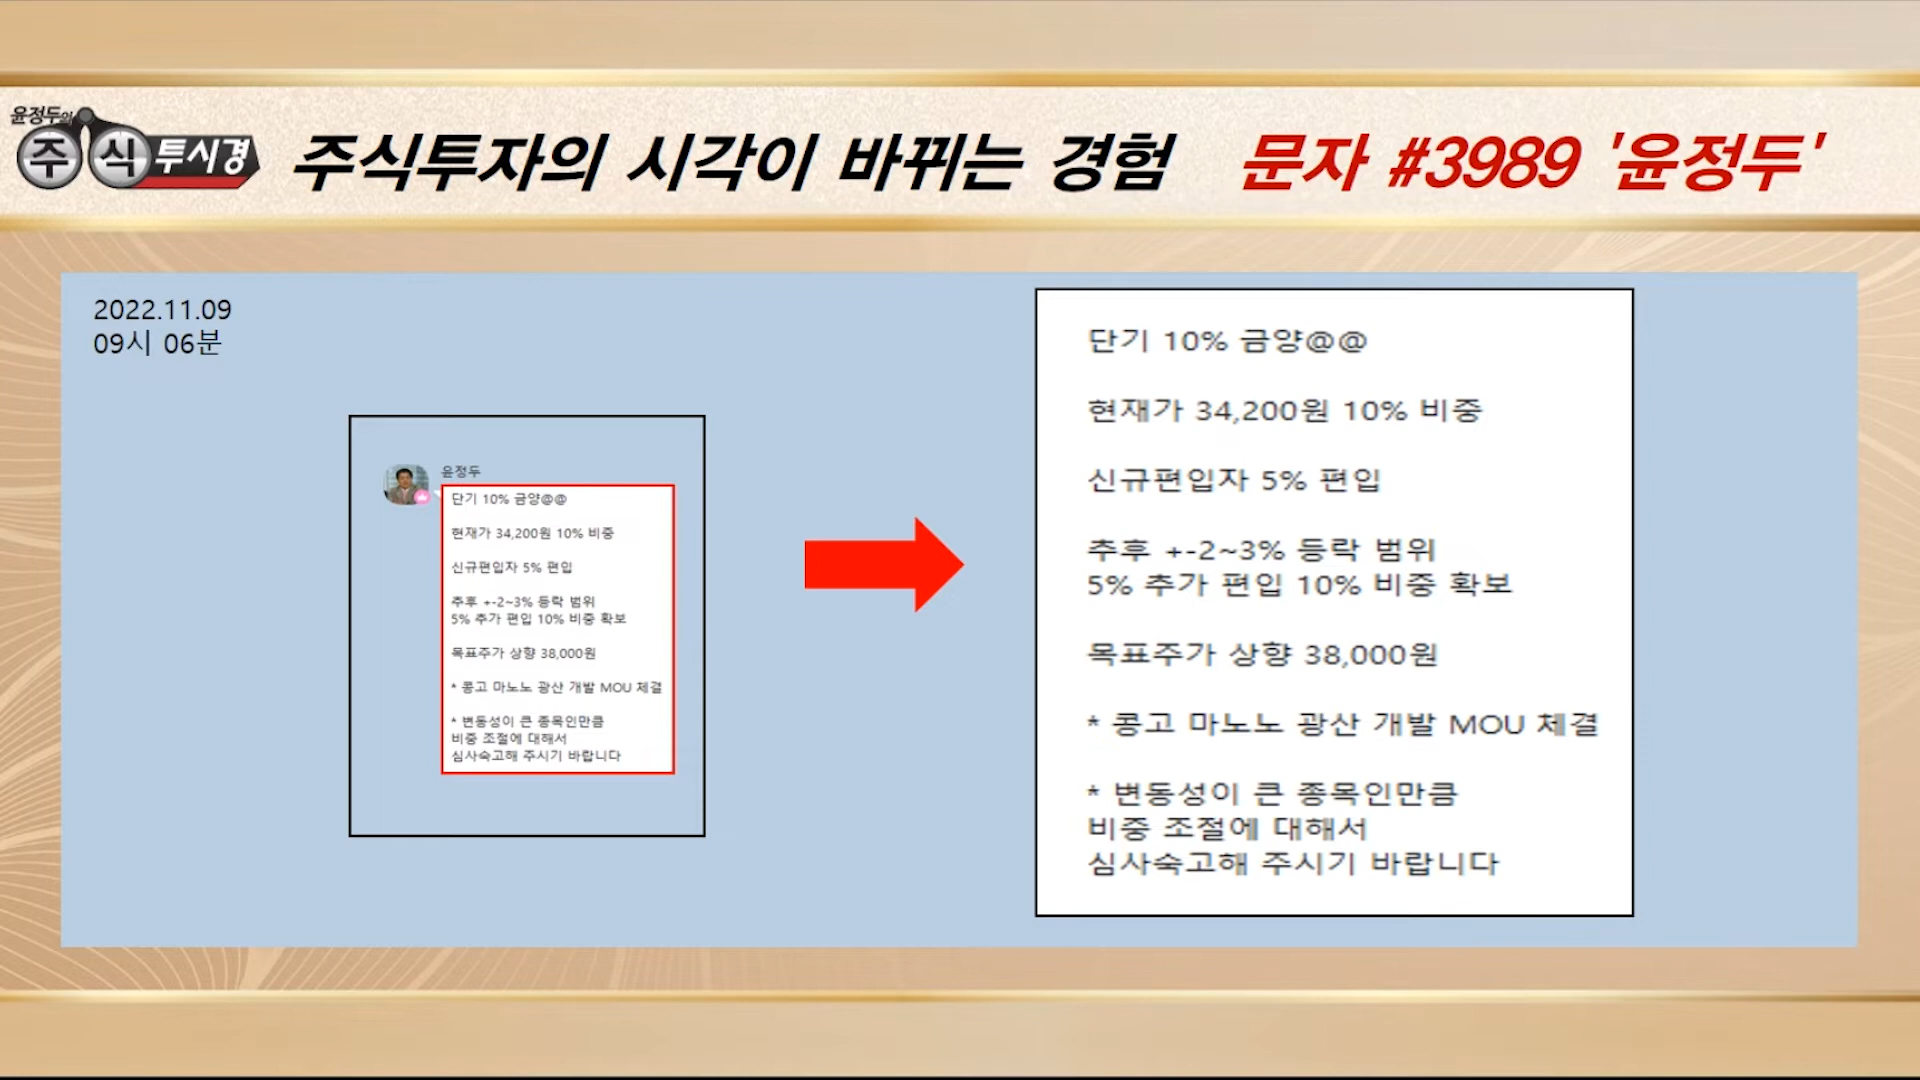 윤정두의
주식투시경
주식투자의 시각이 바뀌는 경험 문자 #3989 '윤정두'
2022.11.09
09시 06분
윤정두
단기 10% 금양@@
현재가 34,200원 10% 비중
신규편입자 5% 편입
추후 +-2~3% 등락 범위
5% 추가 편입 10% 비중 확보
목표주가 상향 38,000원
* 콩고 마노노 광산 개발 MOU 체결
* 변동성이 큰 종목인만큼
비중 조절에 대해서
심사숙고해 주시기 바랍니다
단기 10% 금양@@
현재가 34,200원 10% 비중
신규편입자 5% 편입
추후 +-2~3% 등락 범위
5% 추가 편입 10% 비중 확보
목표주가 상향 38,000원
* 콩고 마노노 광산 개발 MOU 체결
* 변동성이 큰 종목인만큼
비중 조절에 대해서
심사숙고해 주시기 바랍니다